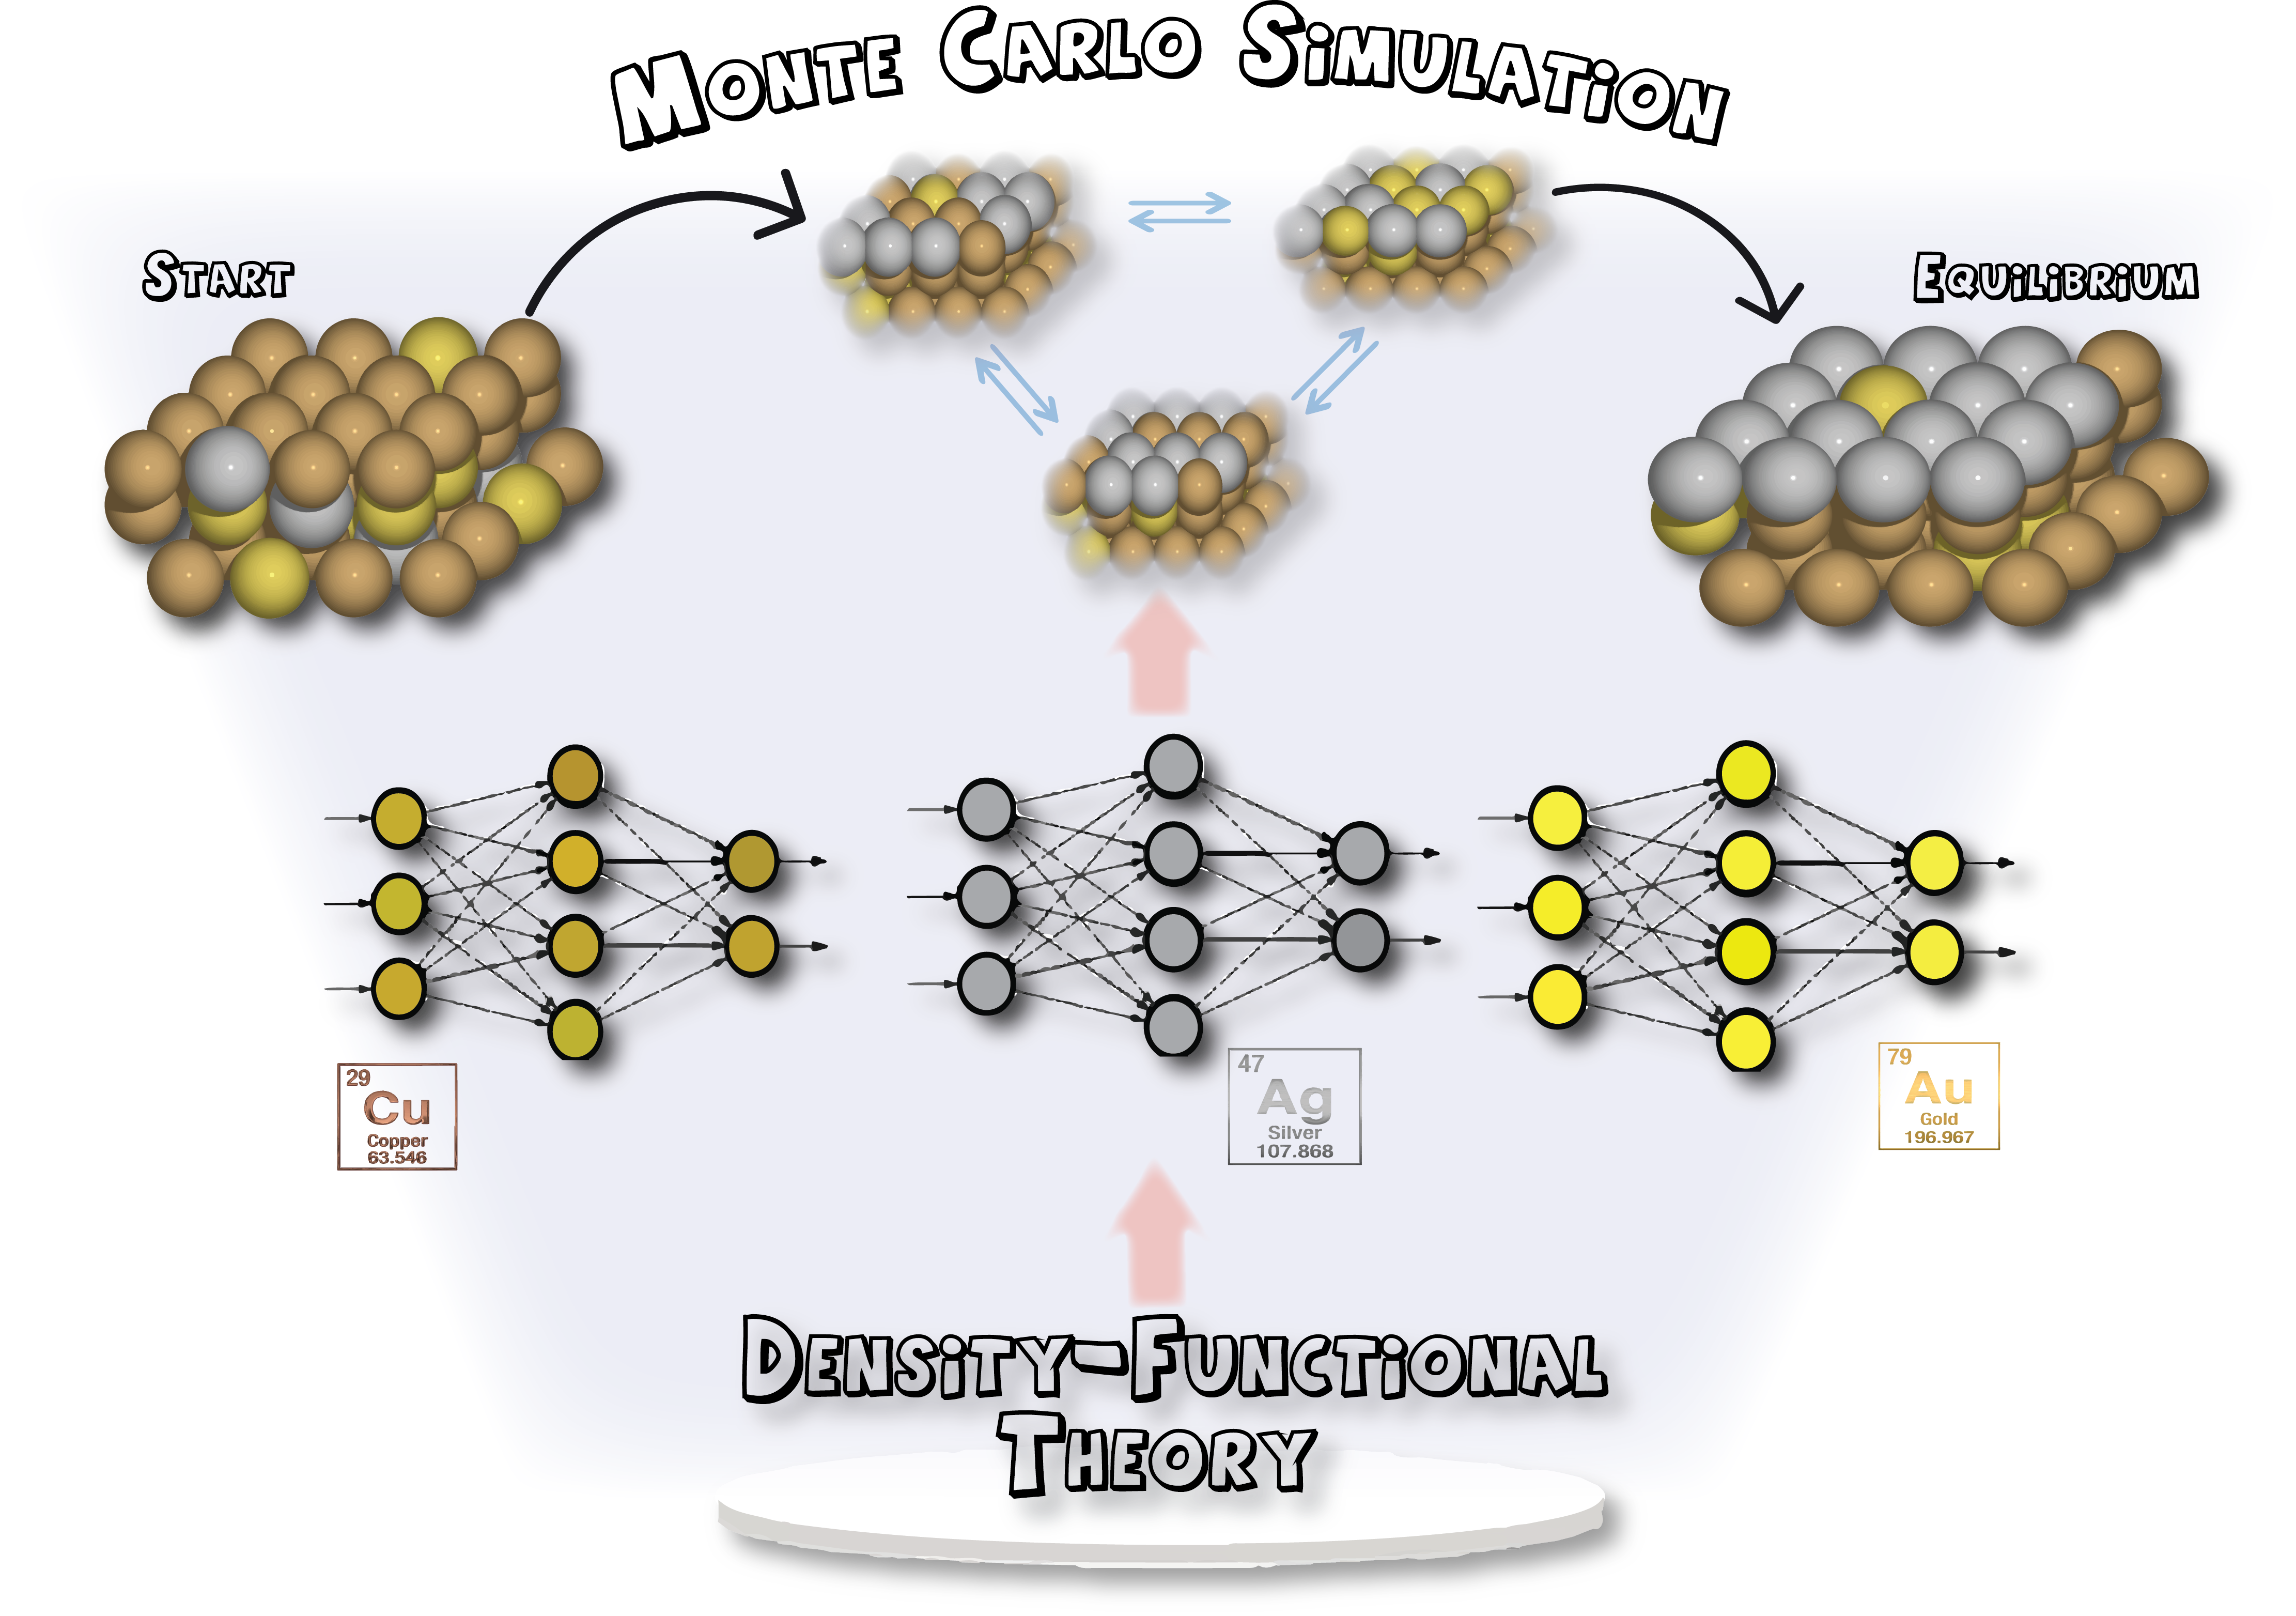 Monte Carlo Simulation
Start
Equilibrium
29
Cu
Copper
63.546
47
Ag
Silver
107.868
79
Au
Gold
196.967
Density-Functional
Theory